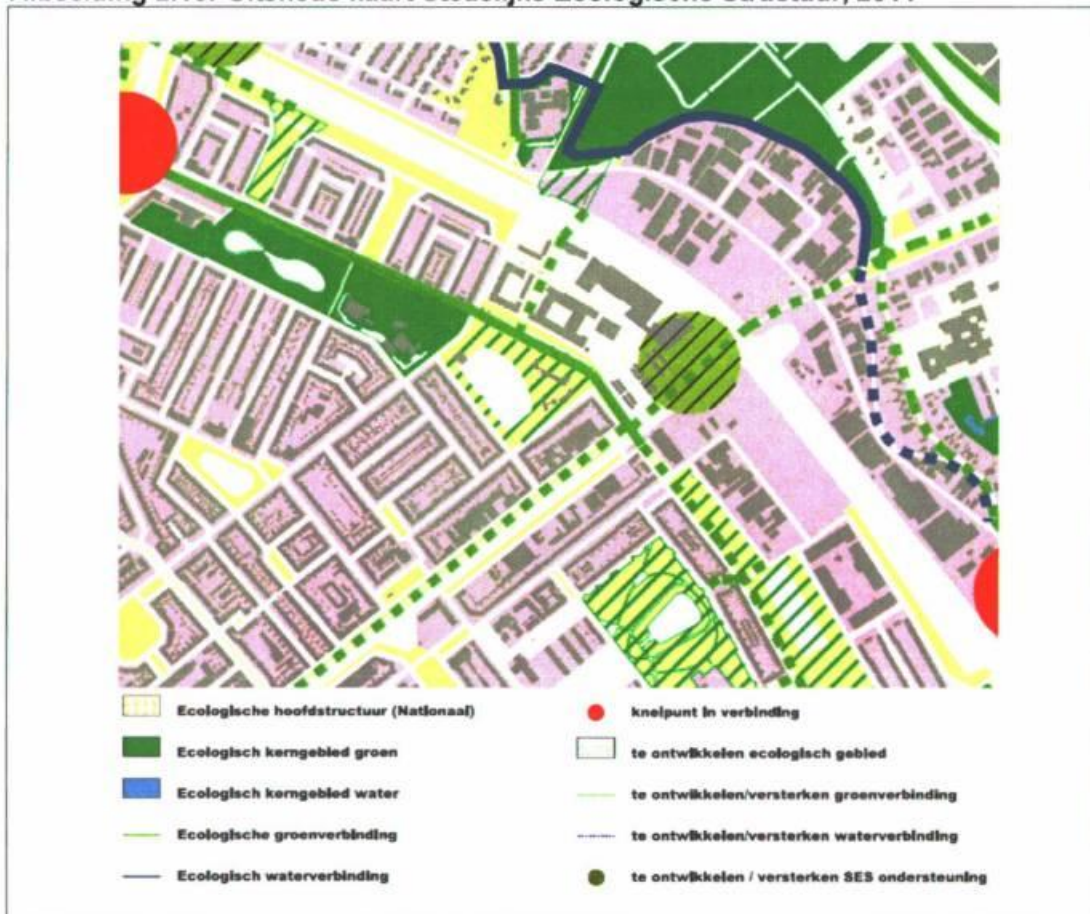 Ecologische hoofdstructuur (Nationaal)
Ecologisch kerngebied groen
Ecologisch kerngebied water
Ecologische groenverbinding
Ecologisch waterverbinding
knelpunt in verbinding
te ontwikkelen ecologisch gebied
te ontwikkelen/versterken groenverbinding
te ontwikkelen/versterken waterverbinding
te ontwikkelen / versterken SES ondersteuning